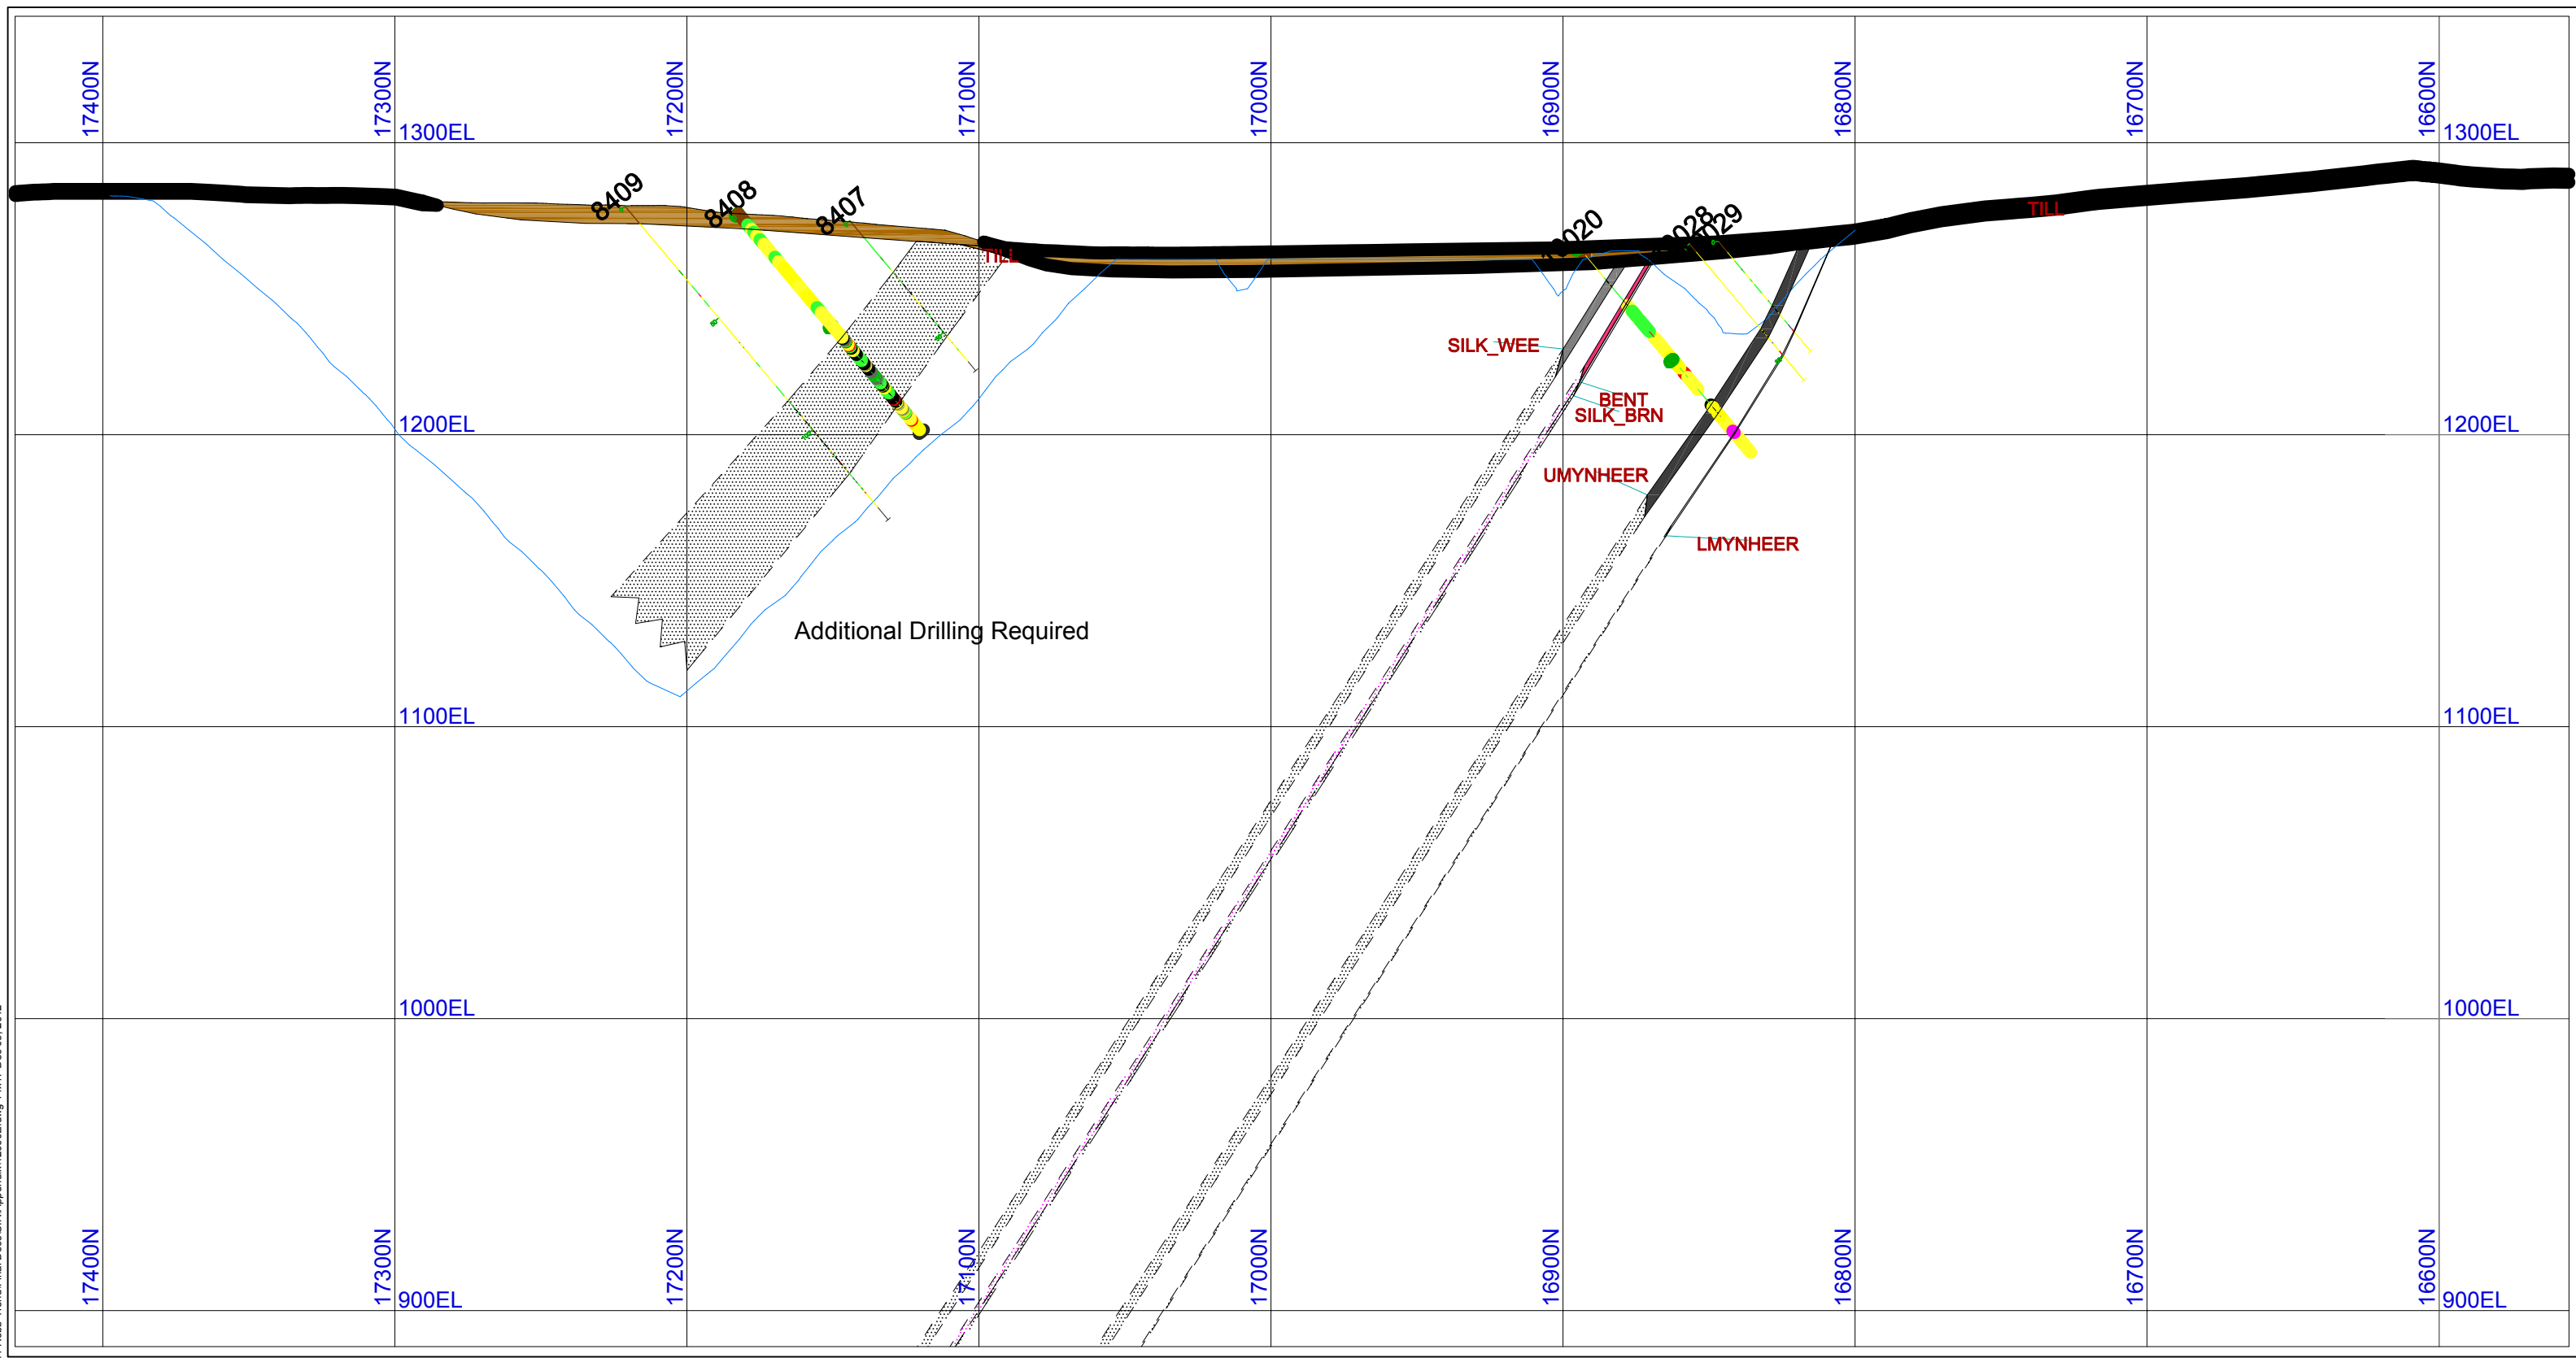 17400N
17300N
17200N
17100N
17000N
16900N
16800N
16700N
16600N
1300EL
1300EL
8409
8408
8407
TILL
TILL
SILK_WEE
BENT
SILK_BRN
UMYNHEER
LMYNHEER
1200EL
1200EL
Additional Drilling Required
1100EL
1100EL
1000EL
1000EL
17400N
17300N
17200N
17100N
17000N
16900N
16800N
16700N
16600N
900EL
900EL